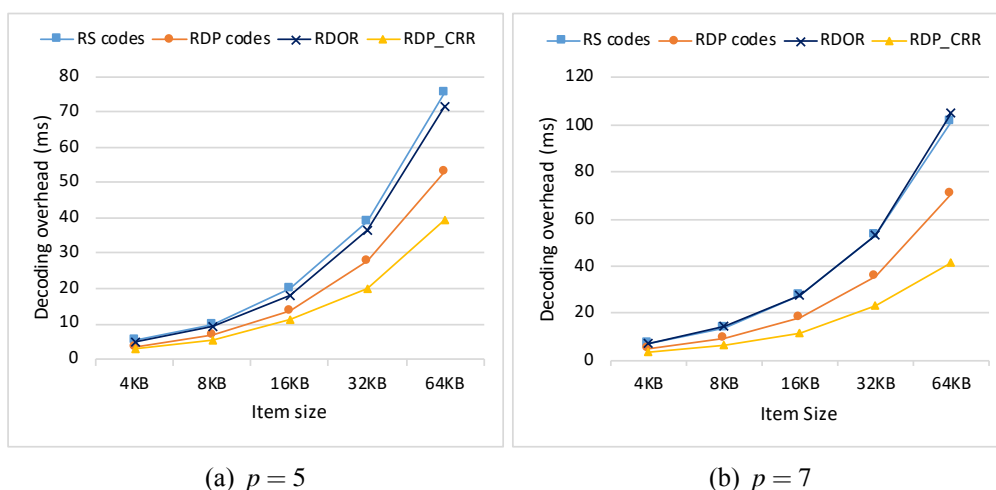 RS codes RDP codes RDOR RDP_CRR
80
70
60
50
40
30
20
10
0
Decoding overhead (ms)
4KB 8KB 16KB 32KB 64KB
Item size
(a) p = 5
RS codes RDP codes RDOR RDP_CRR
120
100
80
60
40
20
0
Decoding overhead (ms)
4KB 8KB 16KB 32KB 64KB
Item Size
(b) p = 7